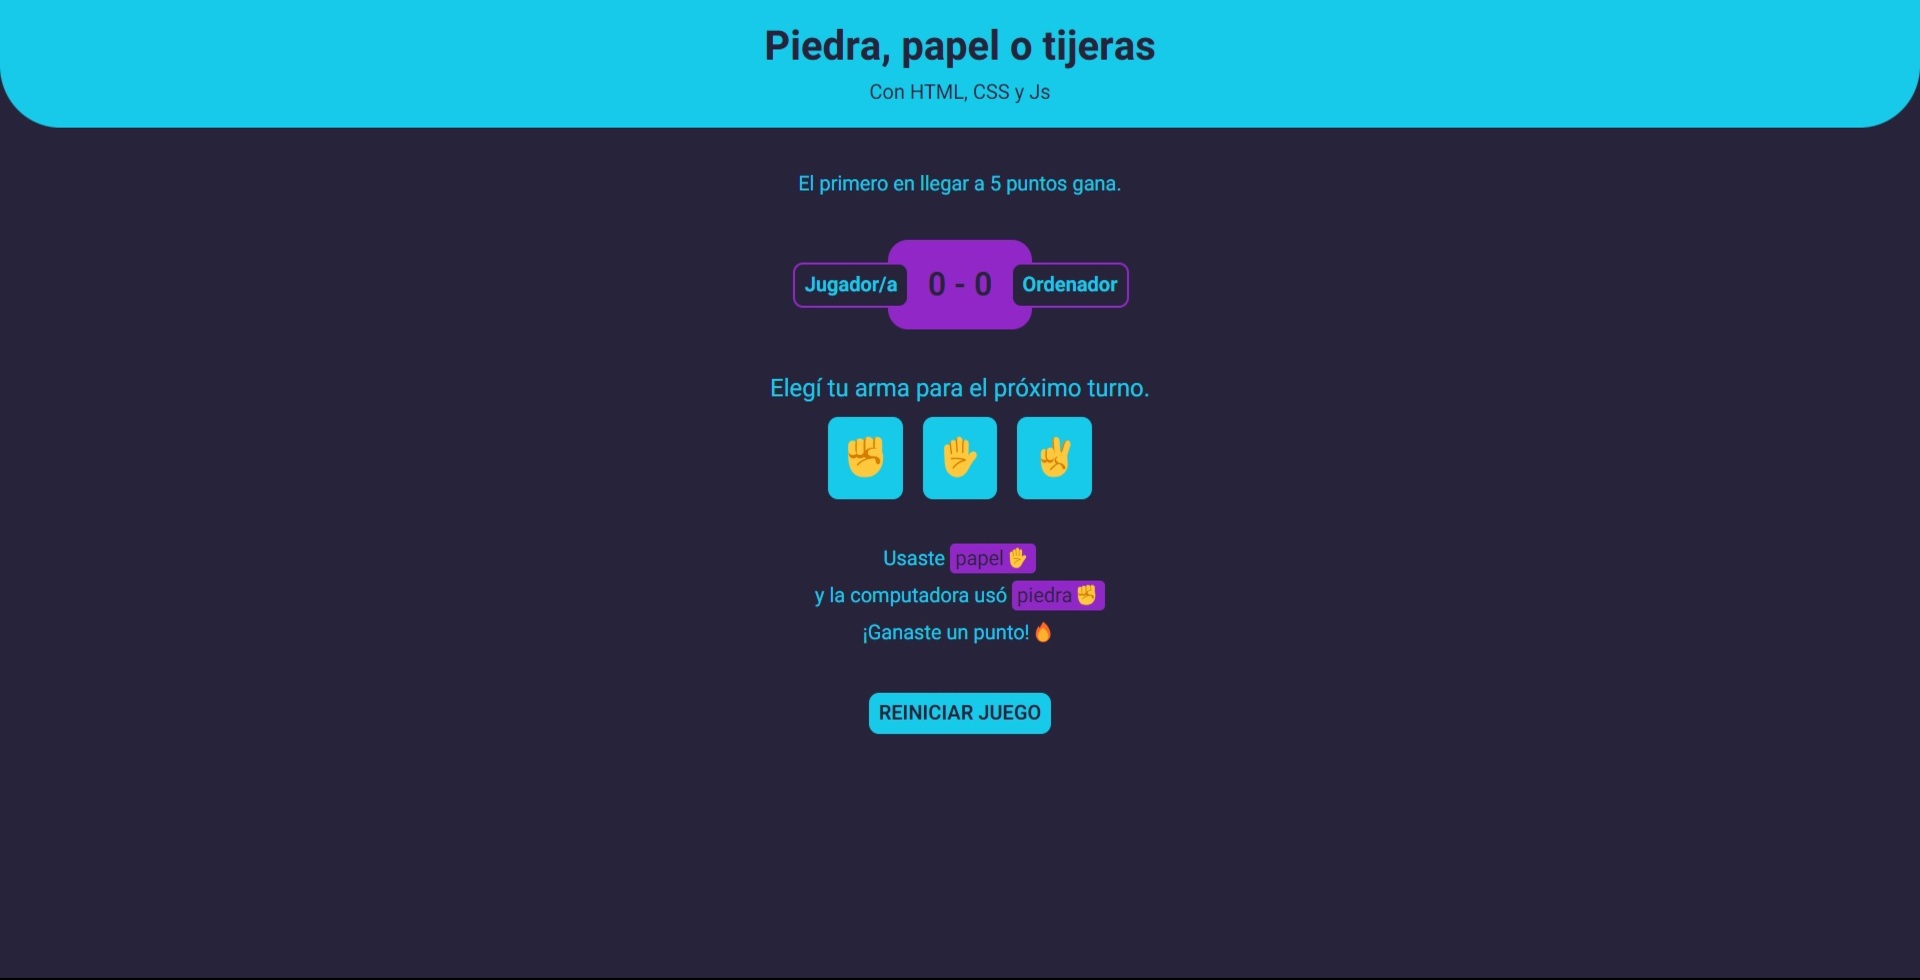 Piedra, papel o tijeras
Con HTML, CSS y Js
El primero en llegar a 5 puntos gana.
Jugador/a 0 - 0 Ordenador
Elegí tu arma para el próximo turno.
✊ ✋ ✌️
Usaste papel✋
y la computadora usó piedra✊
¡Ganaste un punto!🔥
REINICIAR JUEGO